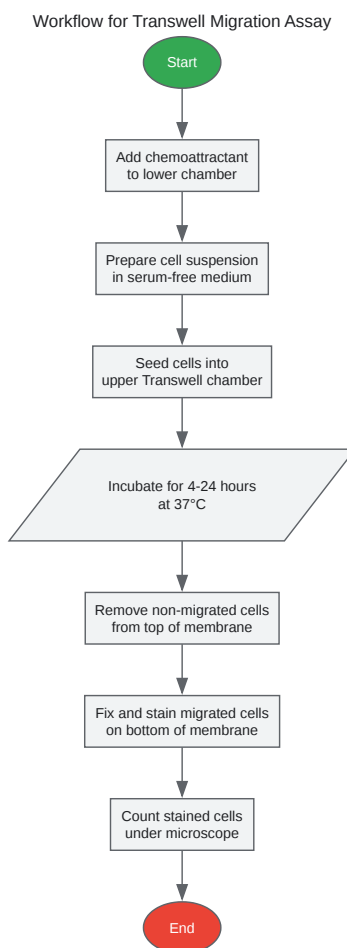 Workflow for Transwell Migration Assay
Start
Add chemoattractant
to lower chamber
Prepare cell suspension
in serum-free medium
Seed cells into
upper Transwell chamber
Incubate for 4-24 hours
at 37°C
Remove non-migrated cells
from top of membrane
Fix and stain migrated cells
on bottom of membrane
Count stained cells
under microscope
End